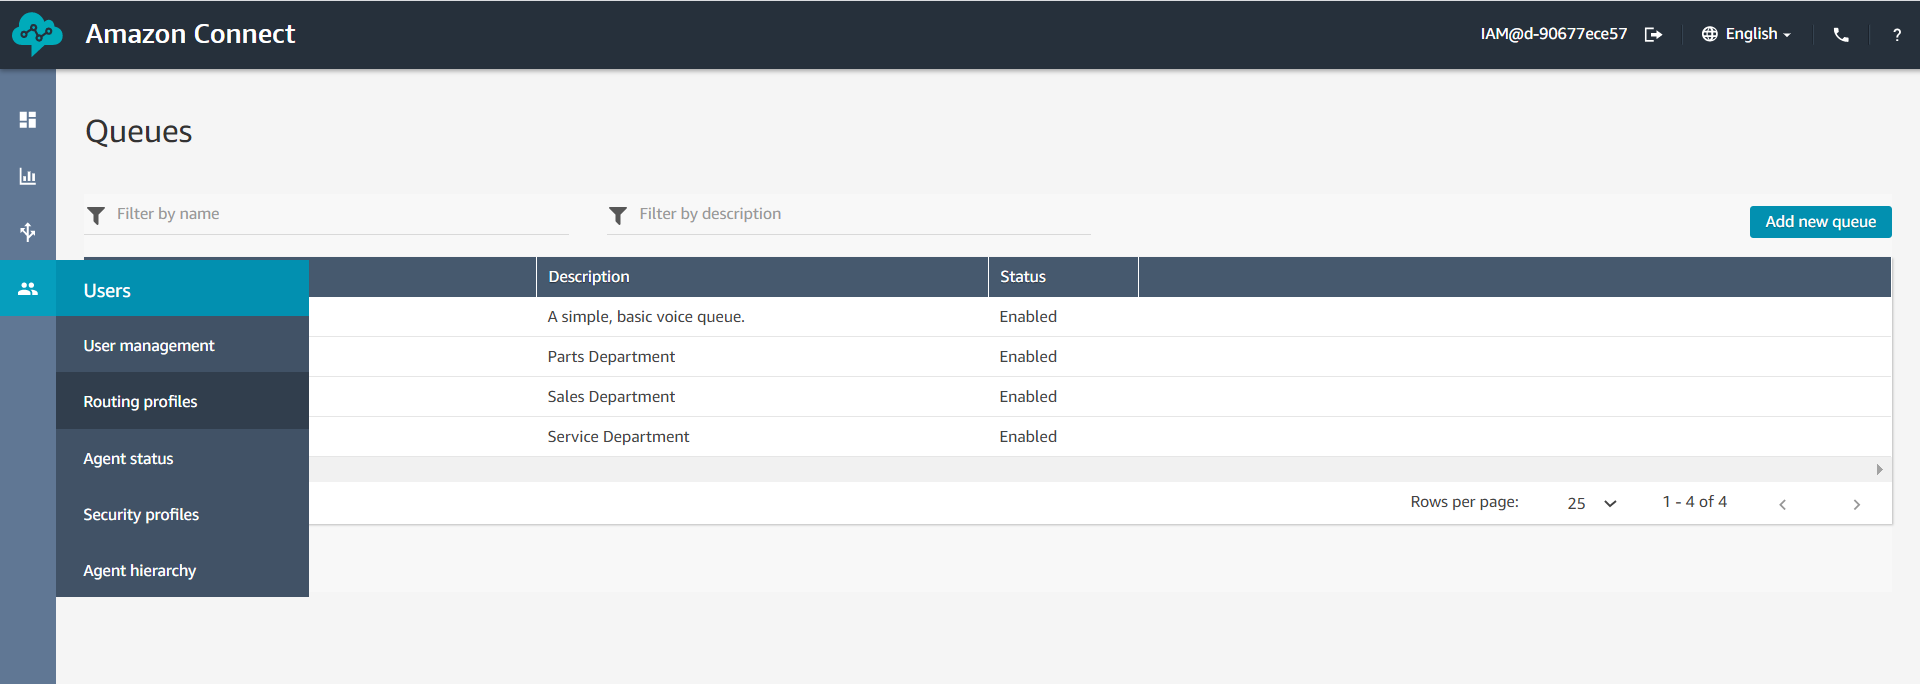 Amazon Connect
IAM@d-90677ece57
English
?
Queues
Filter by name
Filter by description
Add new queue
Users
User management
Routing profiles
Agent status
Security profiles
Agent hierarchy
Description Status
A simple, basic voice queue. Enabled
Parts Department Enabled
Sales Department Enabled
Service Department Enabled
Rows per page: 25 1 - 4 of 4